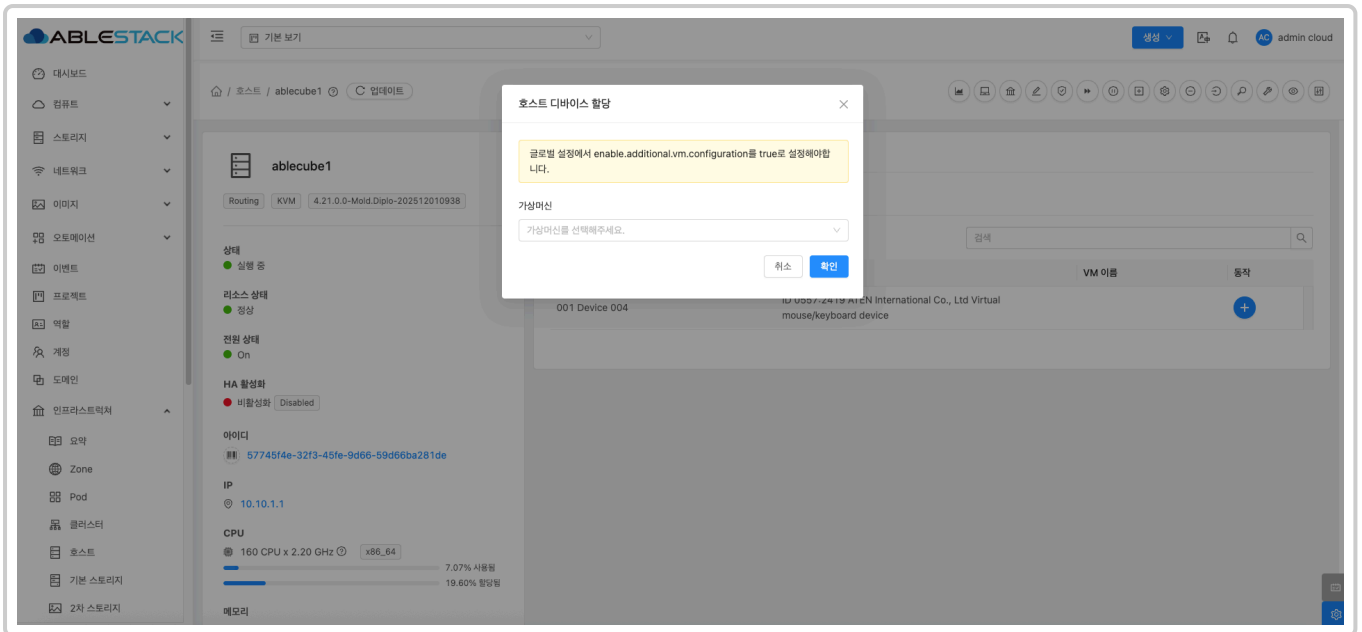 ABLESTACK
기본 보기
생성
AC
admin cloud
대시보드
컴퓨트
스토리지
네트워크
이미지
오토메이션
이벤트
프로젝트
역할
계정
도메인
인프라스트럭쳐
요약
Zone
Pod
클러스터
호스트
기본 스토리지
2차 스토리지
/ 호스트 / ablecube1
업데이트
ablecube1
Routing
KVM
4.21.0.0-Mold.Diplo-202512010938
상태
실행 중
리소스 상태
정상
전원 상태
On
HA 활성화
비활성화 Disabled
아이디
57745f4e-32f3-45fe-9d66-59d66ba281de
IP
10.10.1.1
CPU
160 CPU x 2.20 GHz
x86_64
7.07% 사용됨
19.60% 할당됨
메모리
호스트 디바이스 할당
글로벌 설정에서 enable.additional.vm.configuration를 true로 설정해야합
니다.
가상머신
가상머신를 선택해주세요.
취소
확인
검색
VM 이름
동작
001 Device 004
ID 0557:2419 ATEN International Co., Ltd Virtual
mouse/keyboard device